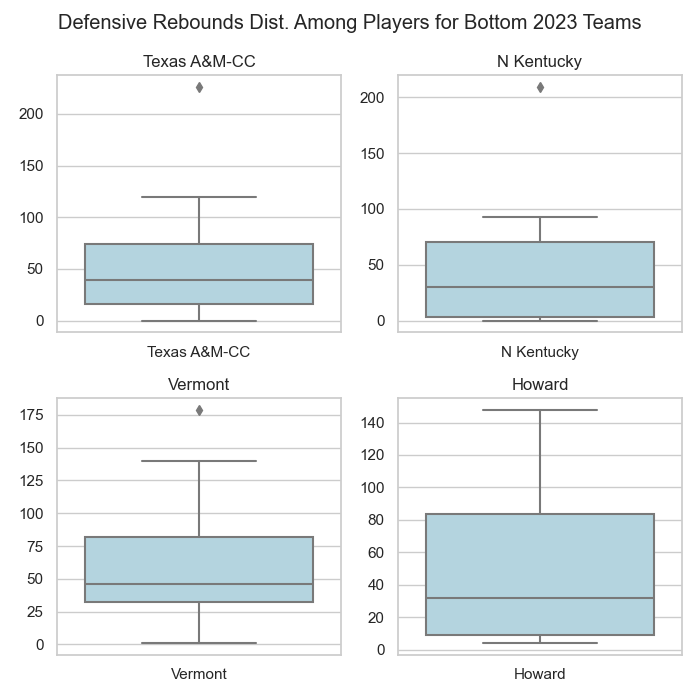 Defensive Rebounds Dist. Among Players for Bottom 2023 Teams
Texas A&M-CC
200
150
100
50
0
Texas A&M-CC
N Kentucky
200
150
100
50
0
N Kentucky
Vermont
175
150
125
100
75
50
25
0
Vermont
Howard
140
120
100
80
60
40
20
0
Howard